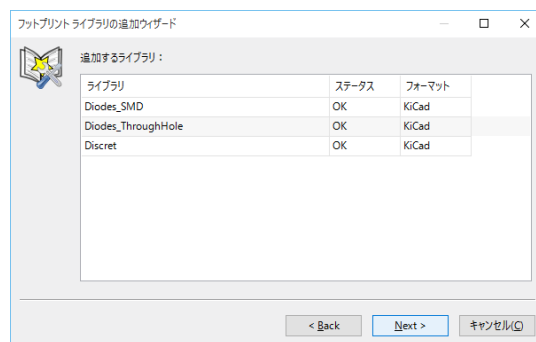 フットプリント ライブラリの追加ウィザード
追加するライブラリ：
ライブラリ ステータス フォーマット
Diodes_SMD OK KiCad
Diodes_ThroughHole OK KiCad
Discret OK KiCad
< Back Next > キャンセル(C)